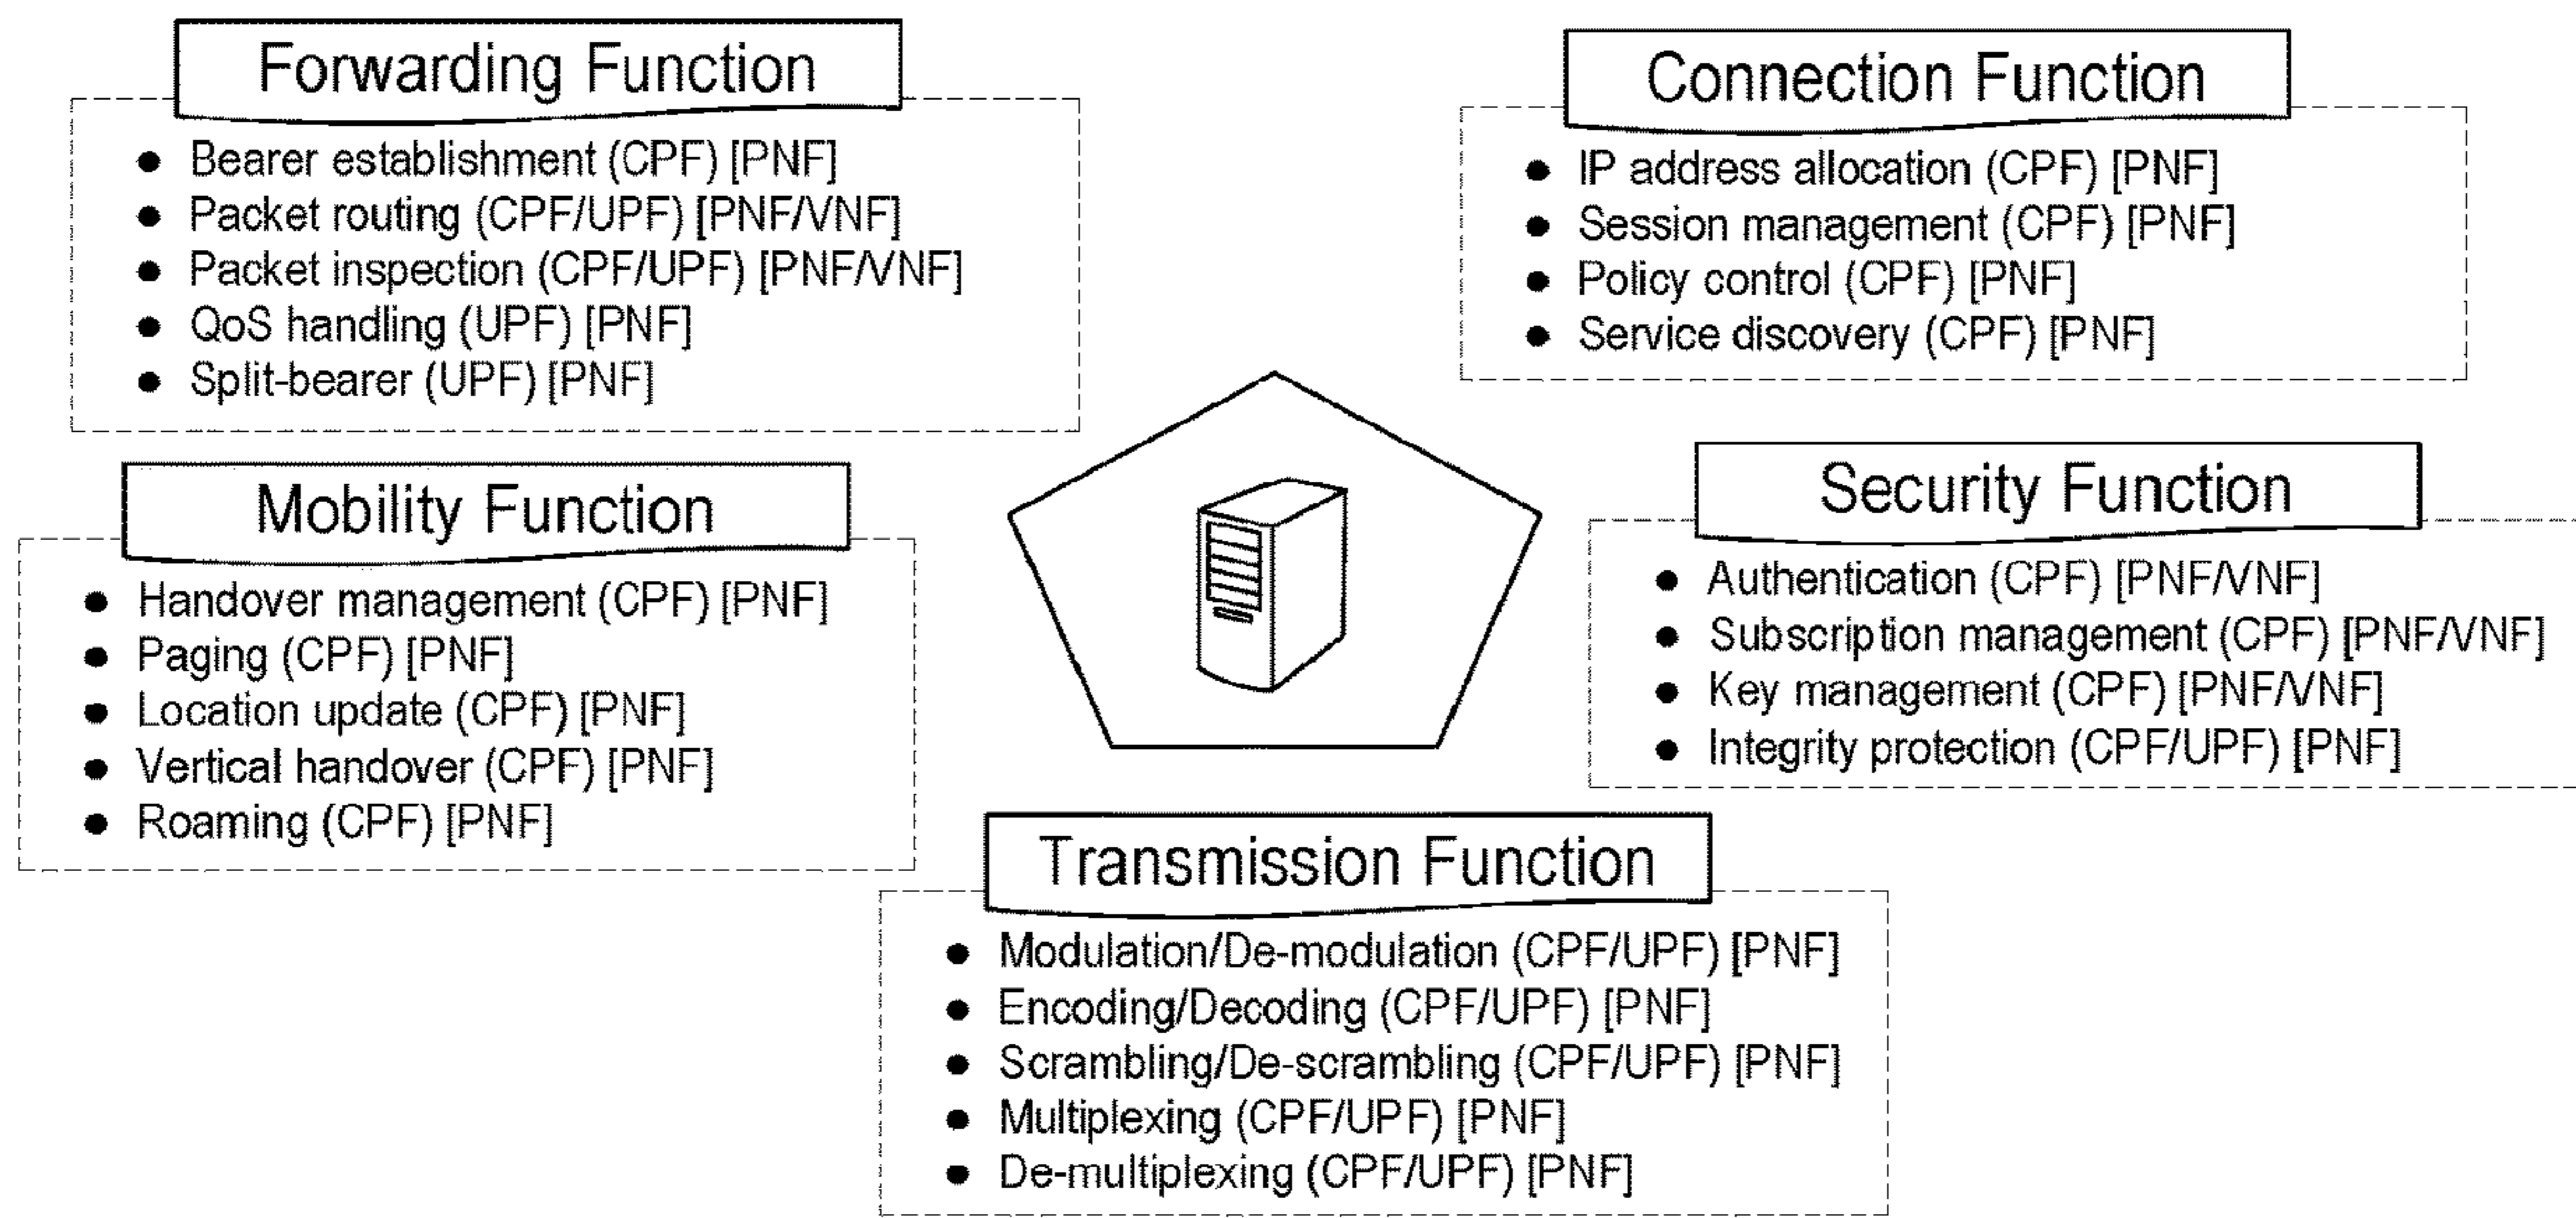 Forwarding Function
● Bearer establishment (CPF) [PNF]
● Packet routing (CPF/UPF) [PNF/VNF]
● Packet inspection (CPF/UPF) [PNF/VNF]
● QoS handling (UPF) [PNF]
● Split-bearer (UPF) [PNF]
Connection Function
● IP address allocation (CPF) [PNF]
● Session management (CPF) [PNF]
● Policy control (CPF) [PNF]
● Service discovery (CPF) [PNF]
Mobility Function
● Handover management (CPF) [PNF]
● Paging (CPF) [PNF]
● Location update (CPF) [PNF]
● Vertical handover (CPF) [PNF]
● Roaming (CPF) [PNF]
Security Function
● Authentication (CPF) [PNF/VNF]
● Subscription management (CPF) [PNF/VNF]
● Key management (CPF) [PNF/VNF]
● Integrity protection (CPF/UPF) [PNF]
Transmission Function
● Modulation/De-modulation (CPF/UPF) [PNF]
● Encoding/Decoding (CPF/UPF) [PNF]
● Scrambling/De-scrambling (CPF/UPF) [PNF]
● Multiplexing (CPF/UPF) [PNF]
● De-multiplexing (CPF/UPF) [PNF]